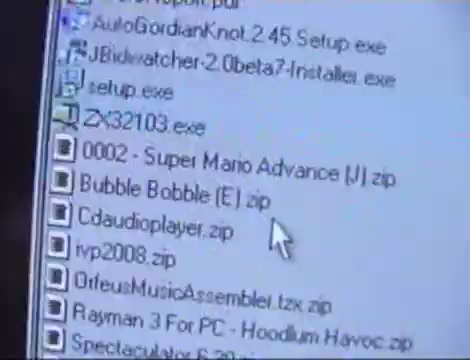 AutoGordianKnot.2.45 Setup.exe
JBidwatcher-2.0beta7-Installer.exe
setup.exe
ZX32103.exe
0002 - Super Mario Advance (J).zip
Bubble Bobble (E).zip
Cdaudioplayer.zip
ivp2008.zip
OrfeusMusicAssembler.tzx.zip
Rayman 3 For PC - Hoodlum Havoc.zip
Spectaculator